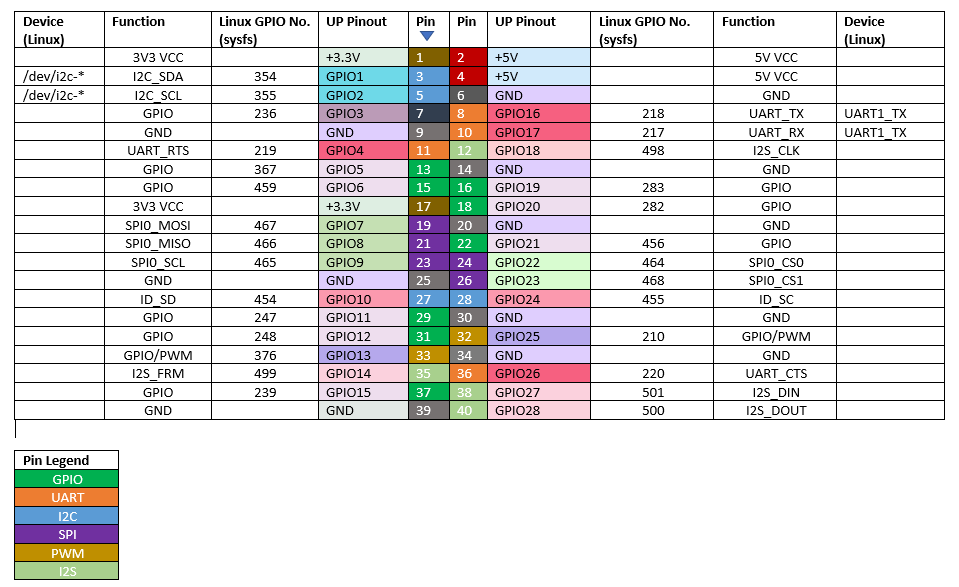 Device (Linux) Function Linux GPIO No. (sysfs) UP Pinout Pin Pin UP Pinout Linux GPIO No. (sysfs) Function Device (Linux)
3V3 VCC +3.3V 1 2 +5V 5V VCC
/dev/i2c-* I2C_SDA 354 GPIO1 3 4 +5V 5V VCC
/dev/i2c-* I2C_SCL 355 GPIO2 5 6 GND GND
GPIO 236 GPIO3 7 8 GPIO16 218 UART_TX UART1_TX
GND GND 9 10 GPIO17 217 UART_RX UART1_TX
UART_RTS 219 GPIO4 11 12 GPIO18 498 I2S_CLK
GPIO 367 GPIO5 13 14 GND GND
GPIO 459 GPIO6 15 16 GPIO19 283 GPIO
3V3 VCC +3.3V 17 18 GPIO20 282 GPIO
SPI0_MOSI 467 GPIO7 19 20 GND GND
SPI0_MISO 466 GPIO8 21 22 GPIO21 456 GPIO
SPI0_SCL 465 GPIO9 23 24 GPIO22 464 SPI0_CS0
GND GND 25 26 GPIO23 468 SPI0_CS1
ID_SD 454 GPIO10 27 28 GPIO24 455 ID_SC
GPIO 247 GPIO11 29 30 GND GND
GPIO 248 GPIO12 31 32 GPIO25 210 GPIO/PWM
GPIO/PWM 376 GPIO13 33 34 GND GND
I2S_FRM 499 GPIO14 35 36 GPIO26 220 UART_CTS
GPIO 239 GPIO15 37 38 GPIO27 501 I2S_DIN
GND GND 39 40 GPIO28 500 I2S_DOUT
Pin Legend
GPIO
UART
I2C
SPI
PWM
I2S